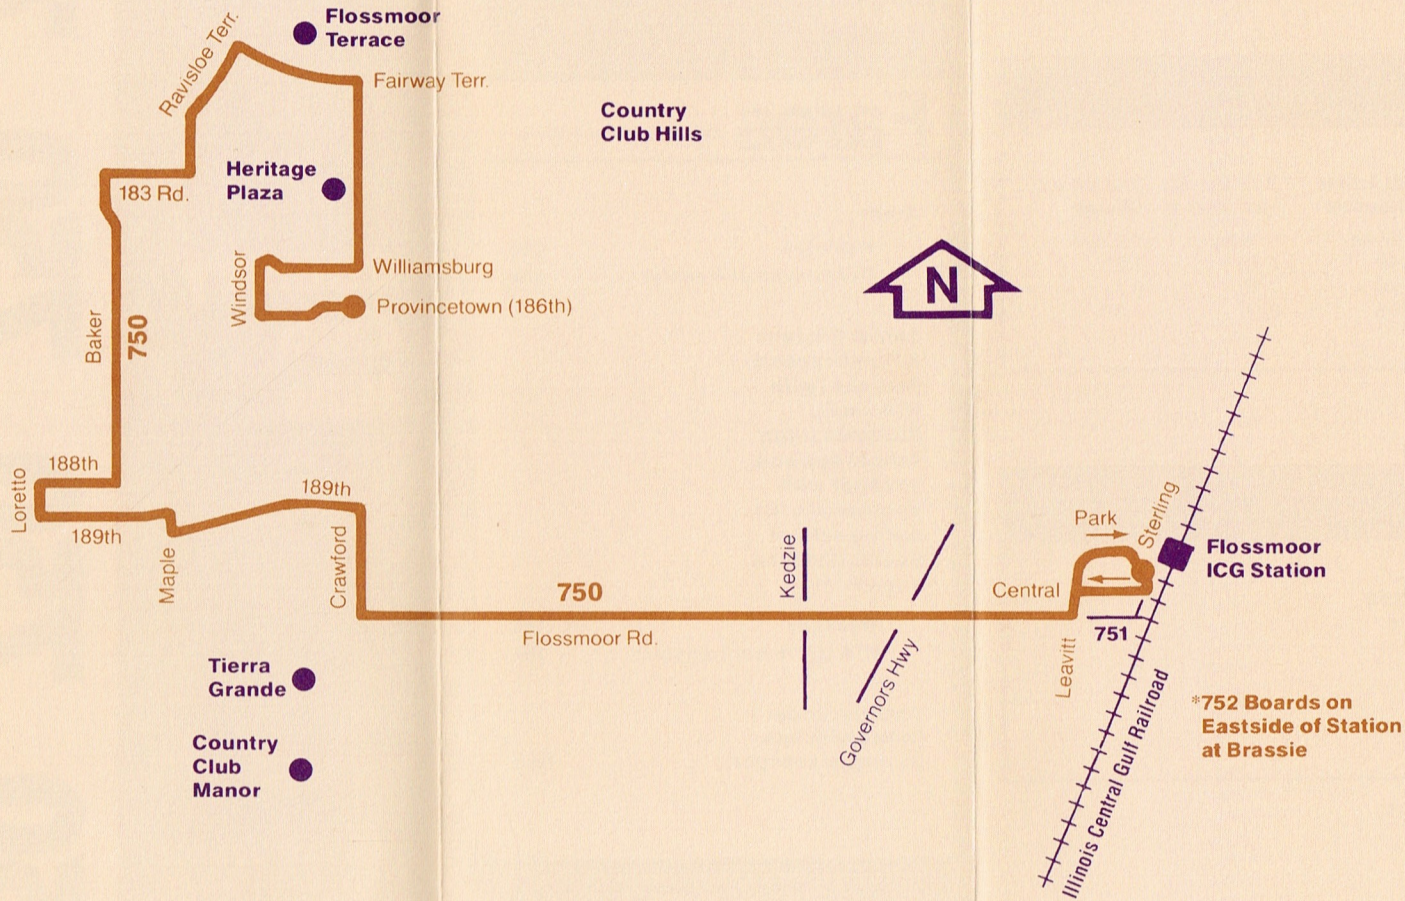 Flossmoor
Terrace
Ravisloe Terr.
Fairway Terr.
Country
Club Hills
Heritage
Plaza
183 Rd.
Windsor
Williamsburg
Provincetown (186th)
N
Baker
750
188th
Loretto
189th
Maple
189th
Crawford
750
Flossmoor Rd.
Kedzie
Governors Hwy
Central
Park
Sterling
Flossmoor
ICG Station
751
Leavitt
Illinois Central Gulf Railroad
*752 Boards on
Eastside of Station
at Brassie
Tierra
Grande
Country
Club
Manor